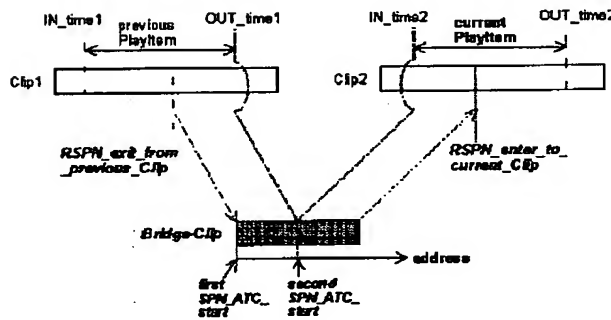 IN_time1
previous
PlayItem
OUT_time1
IN_time2
current
PlayItem
OUT_time2
Clip1
Clip2
RSPN_exit_from
_previous_Clip
RSPN_enter_to_
current_Clip
Bridge-Clip
address
first
SPN_ATC_
start
second
SPN_ATC_
start